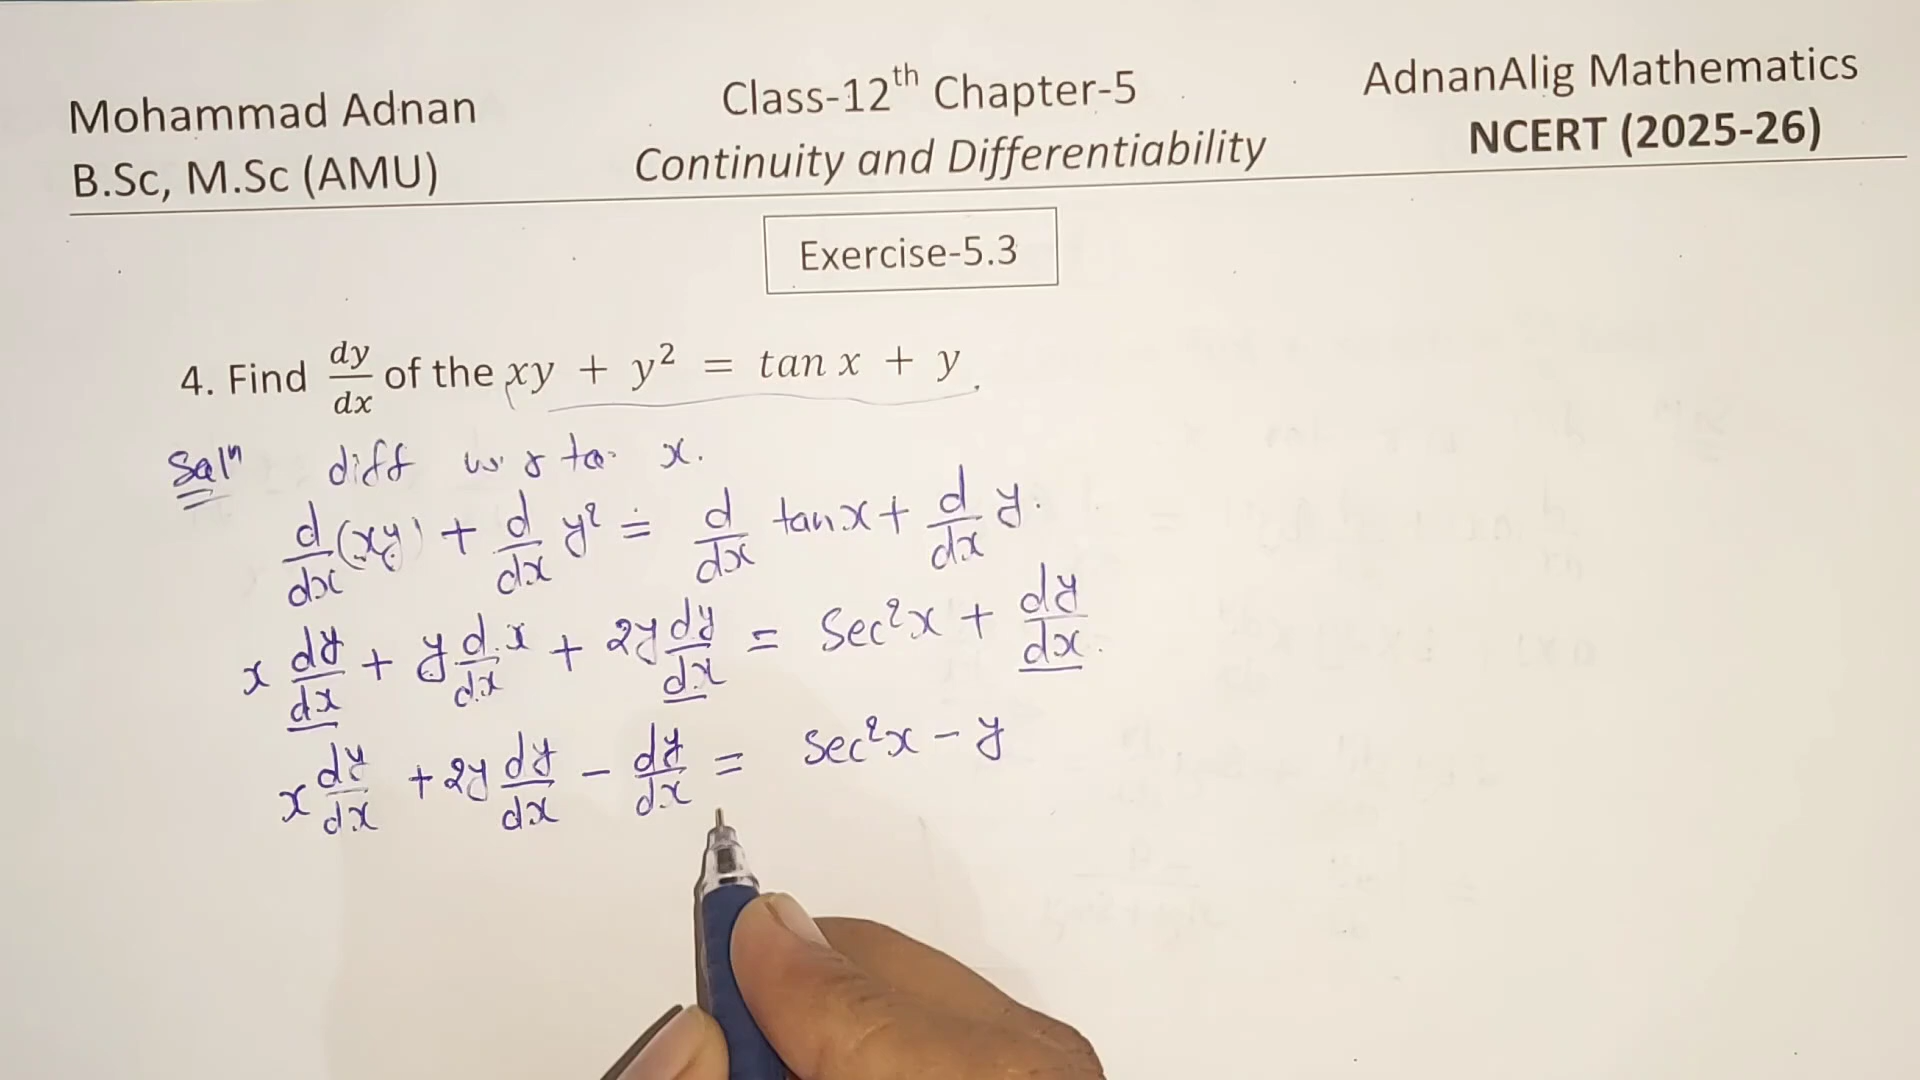 Mohammad Adnan
B.Sc, M.Sc (AMU)
Class-12th Chapter-5
Continuity and Differentiability
AdnanAlig Mathematics
NCERT (2025-26)
Exercise-5.3
4. Find dy/dx of the xy + y² = tan x + y
Solⁿ diff w.r to x.
d/dx (xy) + d/dx y² = d/dx tan x + d/dx y.
x dy/dx + y d/dx x + 2y dy/dx = Sec²x + dy/dx.
x dy/dx + 2y dy/dx - dy/dx = Sec²x - y